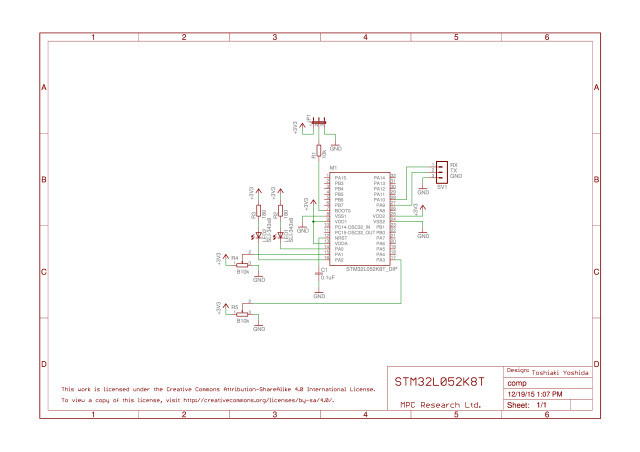 1 2 3 4 5 6
A A
+3V3
JP1
GND
R1
10k
M1
PA15
PB3
PB4
PB5
PB6
PB7
BOOT0
VSS1
VDD1
PC14-OSC32_IN
PC15-OSC32_OUT
NRST
VDDA
PA0
PA1
PA2
PA14
PA13
PA12
PA11
PA10
PA9
PA8
VDD2
VSS2
PB1
PB0
PA7
PA6
PA5
PA4
PA3
STM32L052K8T_DIP
B B
RX
TX
GND
SV1
GND
+3V3
GND
+3V3
+3V3
+3V3
R3
R2
GND
C C
+3V3
R4
B10k
GND
C1
0.1uF
GND
+3V3
R5
B10k
GND
D D
STM32L052K8T
MPC Research Ltd.
Design: Toshiaki Yoshida
comp
12/19/15 1:07 PM
Sheet: 1/1
This work is licensed under the Creative Commons Attribution-ShareAlike 4.0 International License.
To view a copy of this license, visit http://creativecommons.org/licenses/by-sa/4.0/.
1 2 3 4 5 6